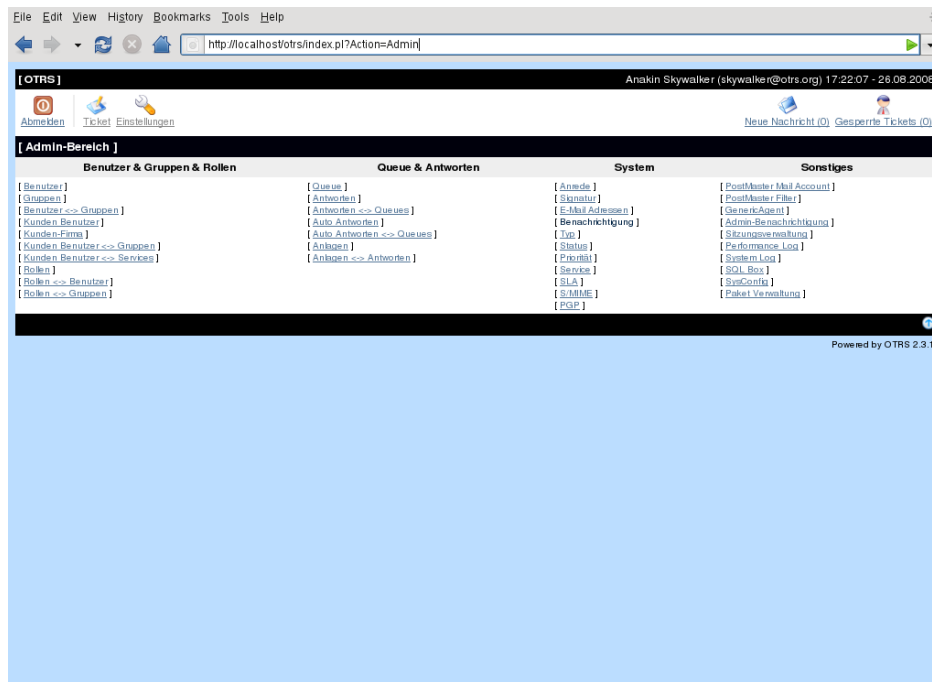 File Edit View History Bookmarks Tools Help
http://localhost/otrs/index.pl?Action=Admin
[ OTRS ] Anakin Skywalker (skywalker@otrs.org) 17:22:07 - 26.08.2008
Abmelden Ticket Einstellungen Neue Nachricht (0) Gesperrte Tickets (0)
[ Admin-Bereich ]
Benutzer & Gruppen & Rollen Queue & Antworten System Sonstiges
[ Benutzer ] [ Queue ] [ Anrede ] [ PostMaster Mail Account ]
[ Gruppen ] [ Antworten ] [ Signatur ] [ PostMaster Filter ]
[ Benutzer <-> Gruppen ] [ Antworten <-> Queues ] [ E-Mail Adressen ] [ GenericAgent ]
[ Kunden Benutzer ] [ Auto Antworten ] [ Benachrichtigung ] [ Admin-Benachrichtigung ]
[ Kunden-Firma ] [ Auto Antworten <-> Queues ] [ Typ ] [ Sitzungsverwaltung ]
[ Kunden Benutzer <-> Gruppen ] [ Anlagen ] [ Status ] [ Performance Log ]
[ Kunden Benutzer <-> Services ] [ Anlagen <-> Antworten ] [ Priorität ] [ System Log ]
[ Rollen ] [ Service ] [ SQL Box ]
[ Rollen <-> Benutzer ] [ SLA ] [ SysConfig ]
[ Rollen <-> Gruppen ] [ S/MIME ] [ Paket Verwaltung ]
[ PGP ]
Powered by OTRS 2.3.1